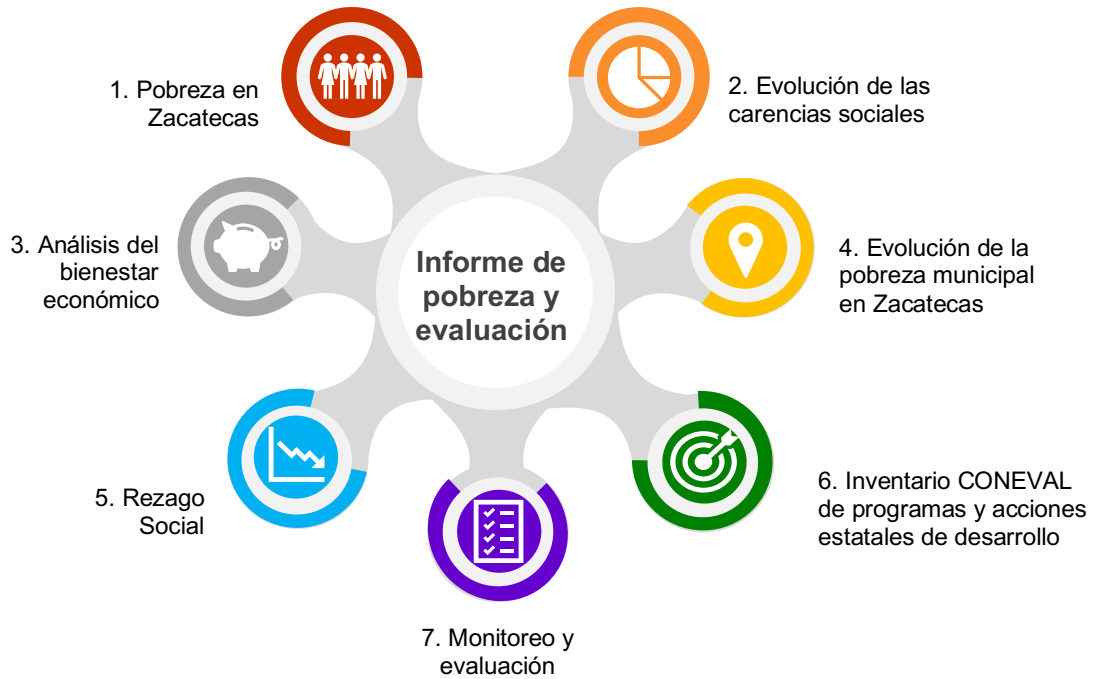 1. Pobreza en
Zacatecas
2. Evolución de las
carencias sociales
3. Análisis del
bienestar
económico
Informe de
pobreza y
evaluación
4. Evolución de la
pobreza municipal
en Zacatecas
5. Rezago
Social
6. Inventario CONEVAL
de programas y acciones
estatales de desarrollo
7. Monitoreo y
evaluación